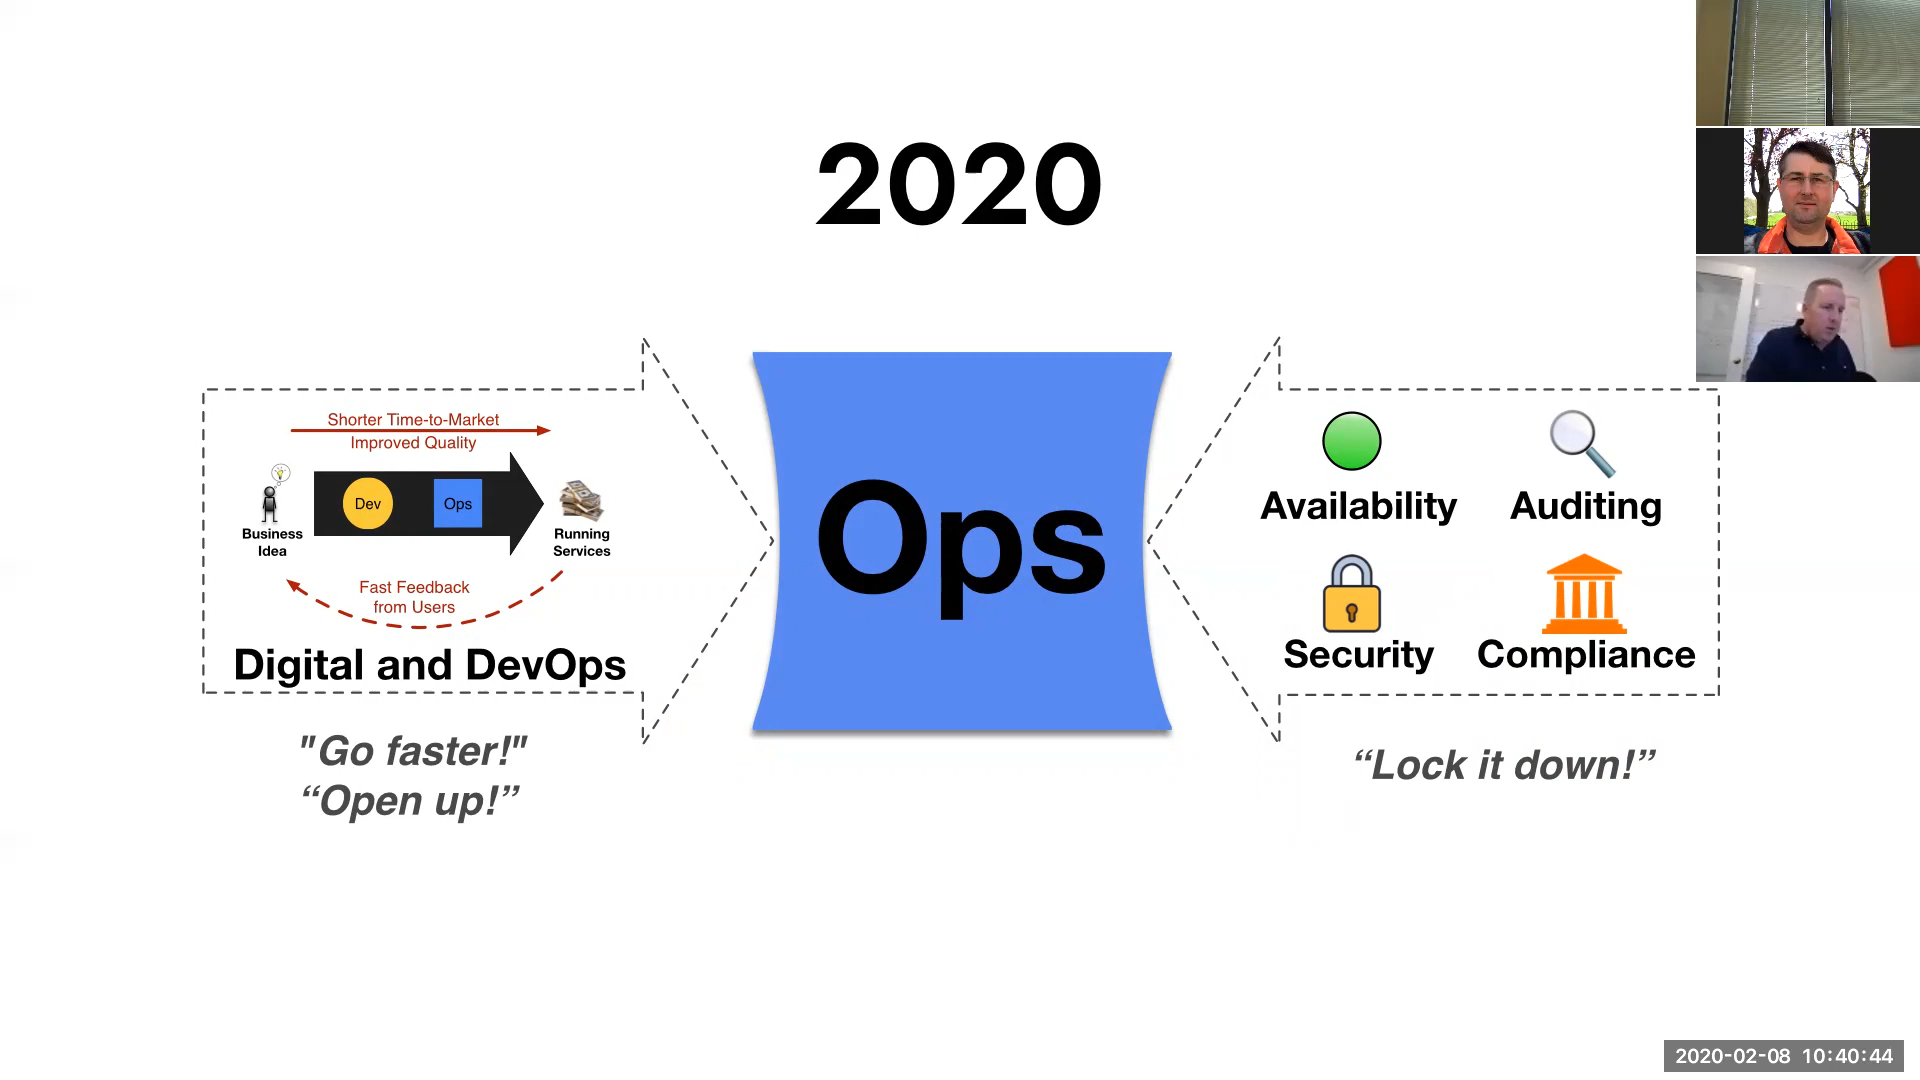 2020
Shorter Time-to-Market
Improved Quality
Dev
Ops
Business
Idea
Running
Services
Fast Feedback
from Users
Digital and DevOps
"Go faster!"
“Open up!”
Ops
Availability
Auditing
Security
Compliance
“Lock it down!”
2020-02-08 10:40:44